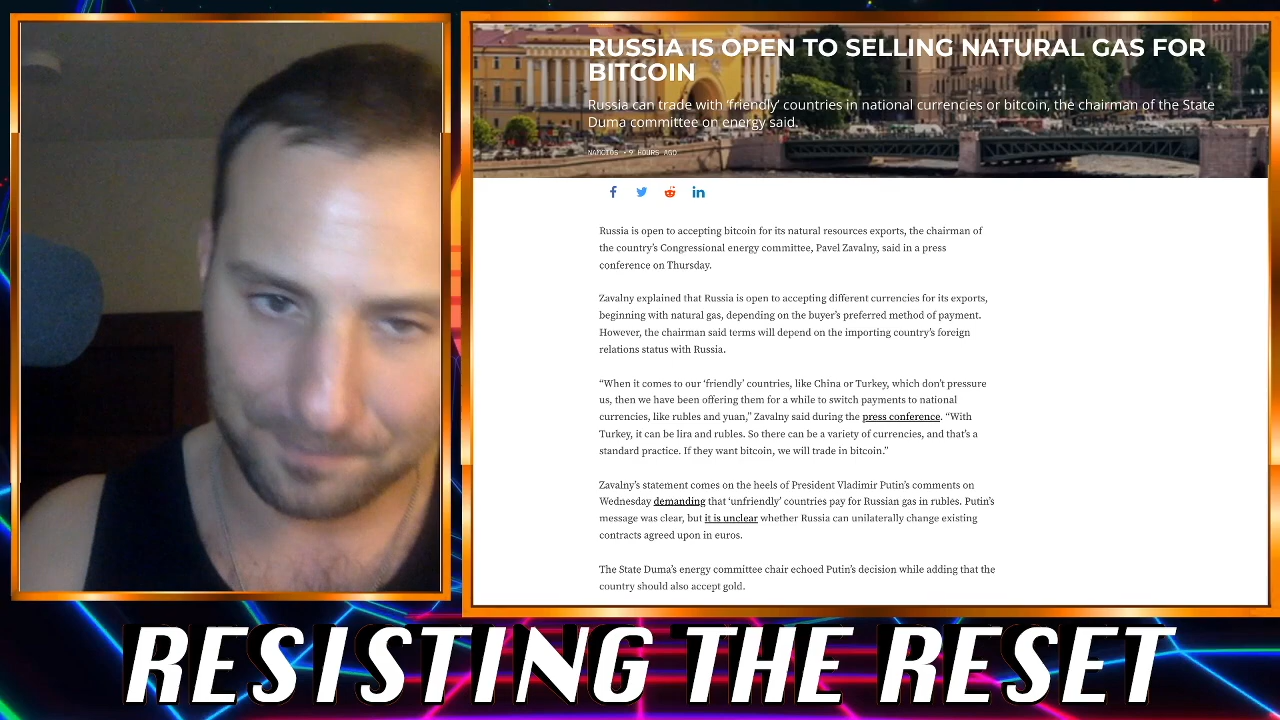 RUSSIA IS OPEN TO SELLING NATURAL GAS FOR
BITCOIN
Russia can trade with 'friendly' countries in national currencies or bitcoin, the chairman of the State
Duma committee on energy said.
NAMCIOS • 9 HOURS AGO
Russia is open to accepting bitcoin for its natural resources exports, the chairman of
the country's Congressional energy committee, Pavel Zavalny, said in a press
conference on Thursday.
Zavalny explained that Russia is open to accepting different currencies for its exports,
beginning with natural gas, depending on the buyer's preferred method of payment.
However, the chairman said terms will depend on the importing country's foreign
relations status with Russia.
“When it comes to our ‘friendly’ countries, like China or Turkey, which don't pressure
us, then we have been offering them for a while to switch payments to national
currencies, like rubles and yuan,” Zavalny said during the press conference. “With
Turkey, it can be lira and rubles. So there can be a variety of currencies, and that's a
standard practice. If they want bitcoin, we will trade in bitcoin.”
Zavalny's statement comes on the heels of President Vladimir Putin's comments on
Wednesday demanding that ‘unfriendly’ countries pay for Russian gas in rubles. Putin's
message was clear, but it is unclear whether Russia can unilaterally change existing
contracts agreed upon in euros.
The State Duma's energy committee chair echoed Putin's decision while adding that the
country should also accept gold.
RESISTING THE RESET